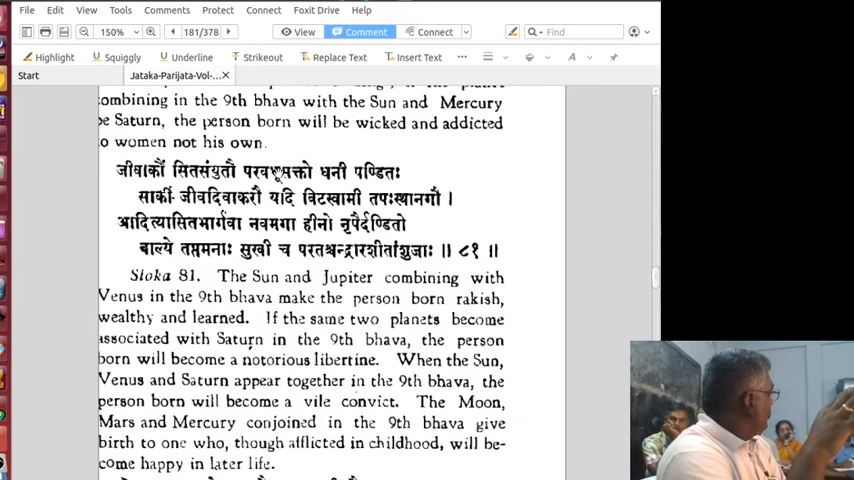 File Edit View Tools Comments Protect Connect Foxit Drive Help
150% 181/378 View Comment Connect Find
Highlight Squiggly Underline Strikeout Replace Text Insert Text
Start Jataka-Parijata-Vol-...
ombining in the 9th bhava with the Sun and Mercury
be Saturn, the person born will be wicked and addicted
o women not his own.
जीवार्कौ सितसंयुतौ परवधूसक्तो धनी पण्डितः
सार्की जीवदिवाकरौ यदि विटस्वामी तपःस्थानगौ ।
आदित्यासितभार्गवा नवमगा हीनो नृपैर्दण्डितो
बाल्ये तप्तमनाः सुखी च परतश्चन्द्रारशीतांशुजाः ॥ ८१ ॥
Sloka 81. The Sun and Jupiter combining with
Venus in the 9th bhava make the person born rakish,
wealthy and learned. If the same two planets become
associated with Saturn in the 9th bhava, the person
born will become a notorious libertine. When the Sun,
Venus and Saturn appear together in the 9th bhava, the
person born will become a vile convict. The Moon,
Mars and Mercury conjoined in the 9th bhava give
birth to one who, though afflicted in childhood, will be-
come happy in later life.